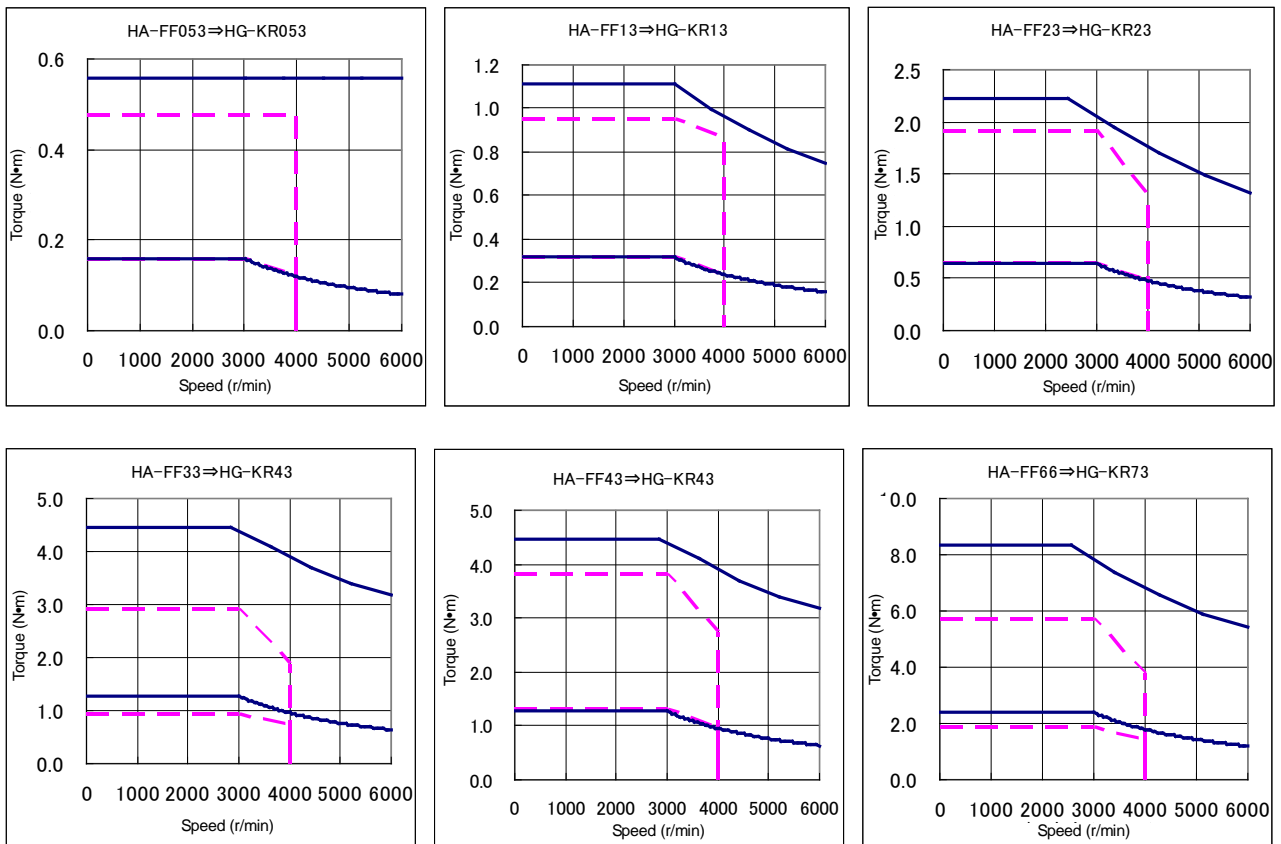 HA-FF053⇒HG-KR053
0.6
0.4
0.2
0.0
Torque (N•m)
0 1000 2000 3000 4000 5000 6000
Speed (r/min)
HA-FF13⇒HG-KR13
1.2
1.0
0.8
0.6
0.4
0.2
0.0
Torque (N•m)
0 1000 2000 3000 4000 5000 6000
Speed (r/min)
HA-FF23⇒HG-KR23
2.5
2.0
1.5
1.0
0.5
0.0
Torque (N•m)
0 1000 2000 3000 4000 5000 6000
Speed (r/min)
HA-FF33⇒HG-KR43
5.0
4.0
3.0
2.0
1.0
0.0
Torque (N•m)
0 1000 2000 3000 4000 5000 6000
Speed (r/min)
HA-FF43⇒HG-KR43
5.0
4.0
3.0
2.0
1.0
0.0
Torque (N•m)
0 1000 2000 3000 4000 5000 6000
Speed (r/min)
HA-FF66⇒HG-KR73
0.0
8.0
6.0
4.0
2.0
0.0
Torque (N•m)
0 1000 2000 3000 4000 5000 6000
Speed (r/min)